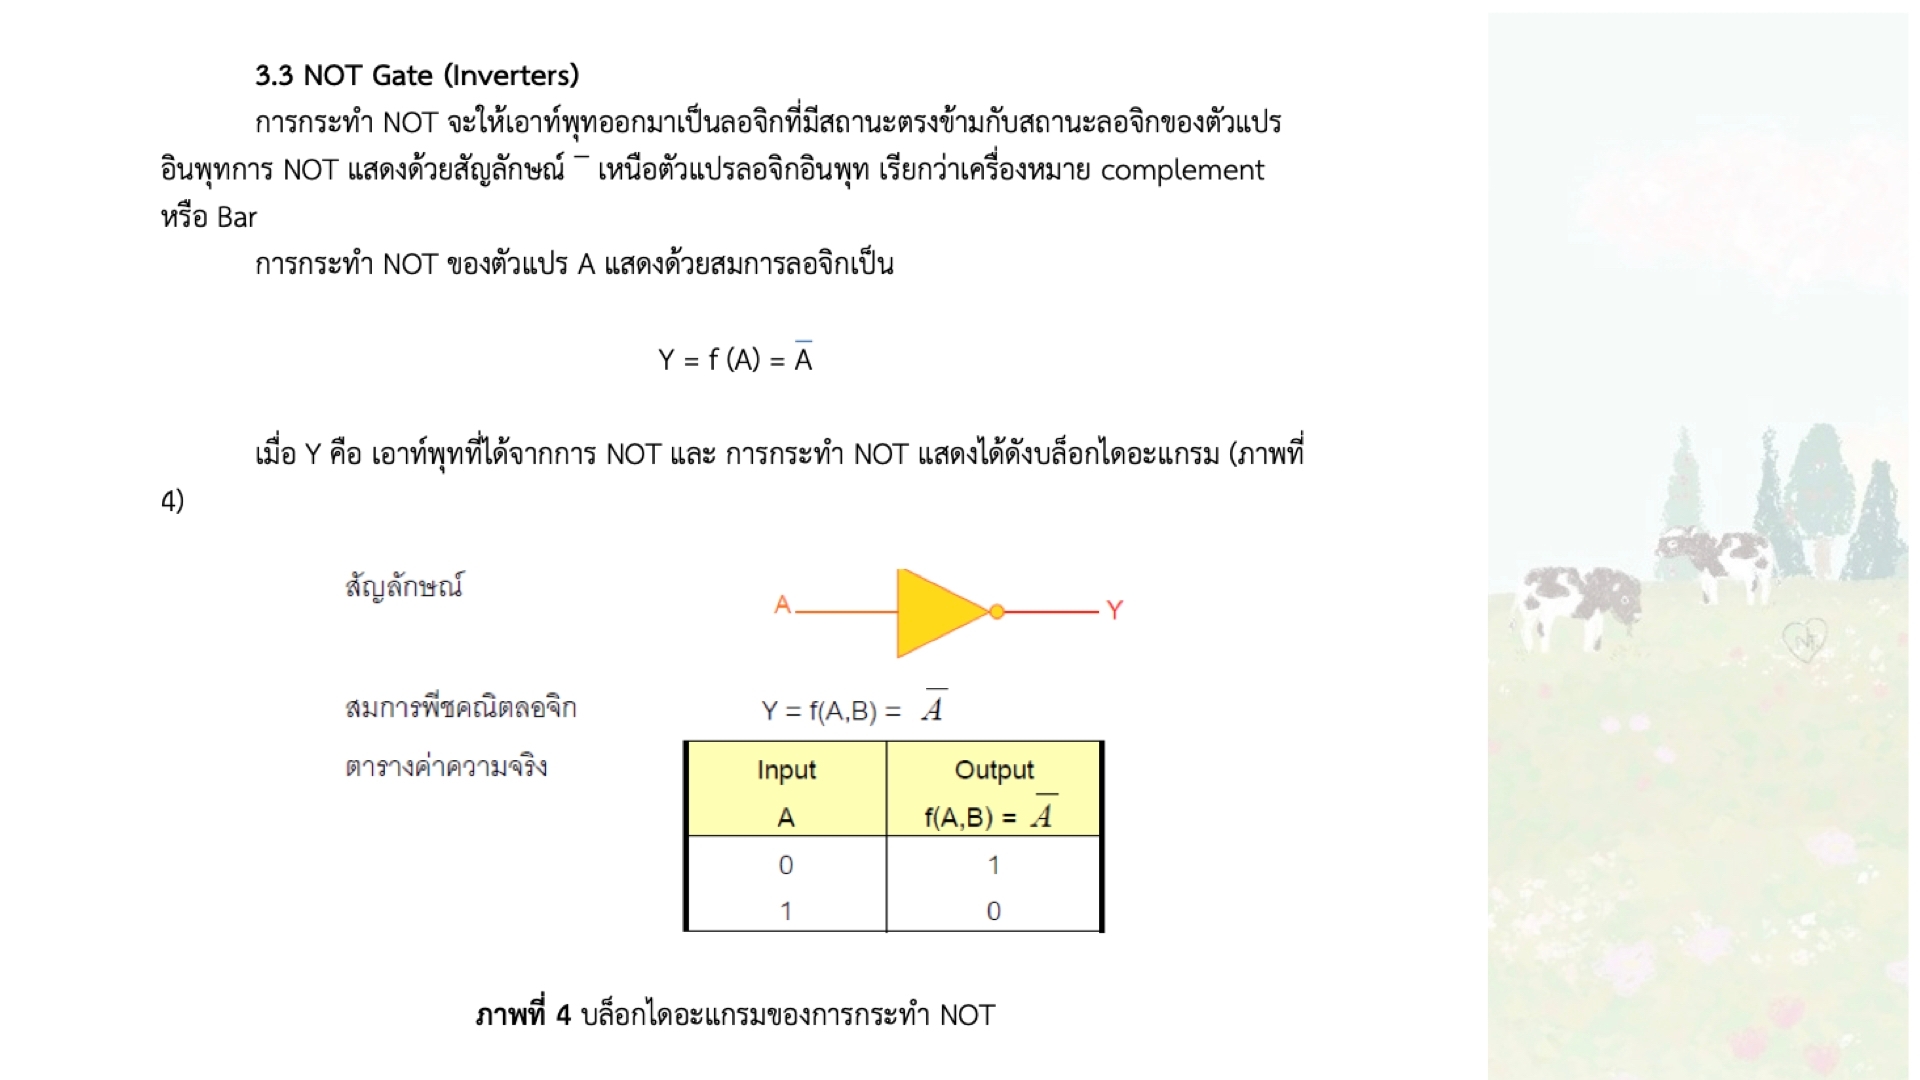 3.3 NOT Gate (Inverters)
การกระทำ NOT จะให้เอาท์พุทออกมาเป็นลอจิกที่มีสถานะตรงข้ามกับสถานะลอจิกของตัวแปร
อินพุทการ NOT แสดงด้วยสัญลักษณ์ ¯ เหนือตัวแปรลอจิกอินพุท เรียกว่าเครื่องหมาย complement
หรือ Bar
การกระทำ NOT ของตัวแปร A แสดงด้วยสมการลอจิกเป็น
Y = f (A) = A̅
เมื่อ Y คือ เอาท์พุทที่ได้จากการ NOT และ การกระทำ NOT แสดงได้ดังบล็อกไดอะแกรม (ภาพที่
4)
สัญลักษณ์
A Y
สมการพีชคณิตลอจิก Y = f(A,B) = A̅
ตารางค่าความจริง
Input Output
A f(A,B) = A̅
0 1
1 0
ภาพที่ 4 บล็อกไดอะแกรมของการกระทำ NOT
NT